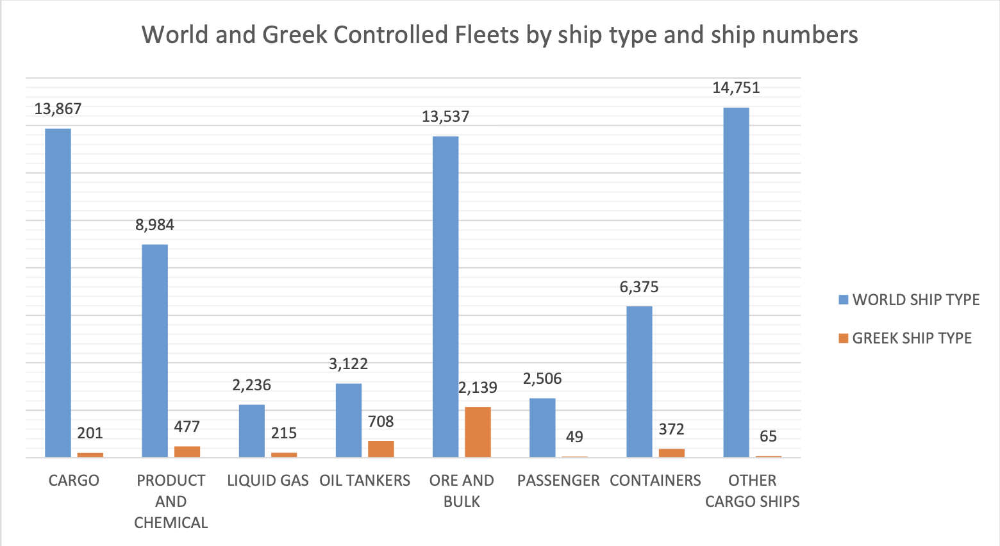 World and Greek Controlled Fleets by ship type and ship numbers
13,867
201
8,984
477
2,236
215
3,122
708
13,537
2,139
2,506
49
6,375
372
14,751
65
CARGO
PRODUCT
AND
CHEMICAL
LIQUID GAS
OIL TANKERS
ORE AND
BULK
PASSENGER
CONTAINERS
OTHER
CARGO SHIPS
WORLD SHIP TYPE
GREEK SHIP TYPE